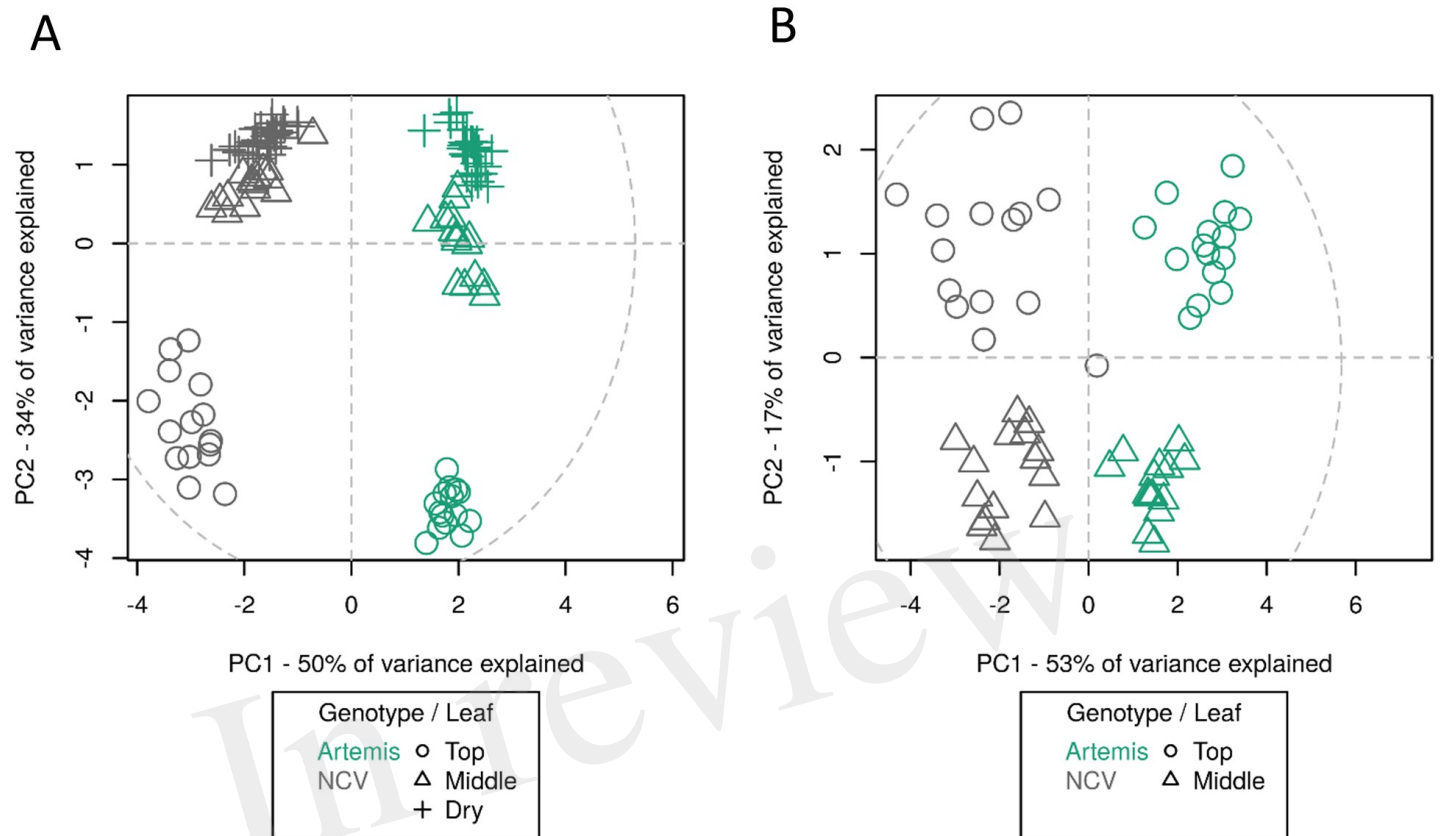 A
PC2 - 34% of variance explained
1
0
-1
-2
-3
-4
-4 -2 0 2 4 6
PC1 - 50% of variance explained
Genotype / Leaf
Artemis Top
NCV Middle
Dry
B
PC2 - 17% of variance explained
2
1
0
-1
-4 -2 0 2 4 6
PC1 - 53% of variance explained
Genotype / Leaf
Artemis Top
NCV Middle
In review